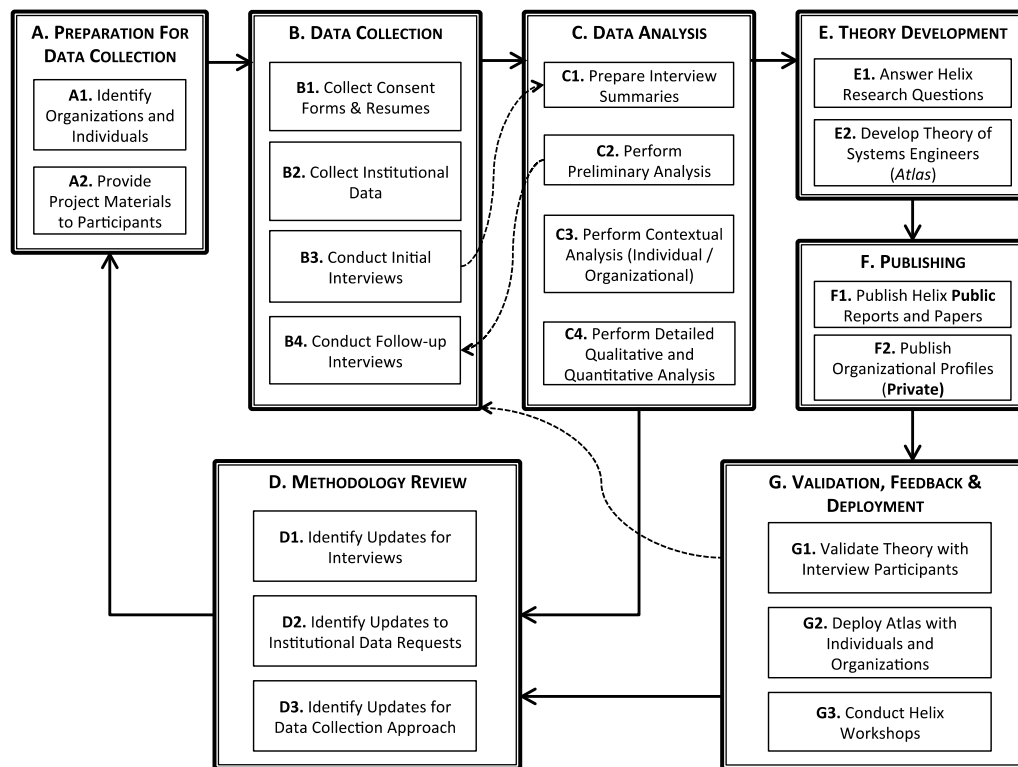 A. PREPARATION FOR
DATA COLLECTION
A1. Identify
Organizations and
Individuals
A2. Provide
Project Materials
to Participants
B. DATA COLLECTION
B1. Collect Consent
Forms & Resumes
B2. Collect Institutional
Data
B3. Conduct Initial
Interviews
B4. Conduct Follow-up
Interviews
C. DATA ANALYSIS
C1. Prepare Interview
Summaries
C2. Perform
Preliminary Analysis
C3. Perform Contextual
Analysis (Individual /
Organizational)
C4. Perform Detailed
Qualitative and
Quantitative Analysis
E. THEORY DEVELOPMENT
E1. Answer Helix
Research Questions
E2. Develop Theory of
Systems Engineers
(Atlas)
F. PUBLISHING
F1. Publish Helix Public
Reports and Papers
F2. Publish
Organizational Profiles
(Private)
D. METHODOLOGY REVIEW
D1. Identify Updates for
Interviews
D2. Identify Updates to
Institutional Data Requests
D3. Identify Updates for
Data Collection Approach
G. VALIDATION, FEEDBACK &
DEPLOYMENT
G1. Validate Theory with
Interview Participants
G2. Deploy Atlas with
Individuals and
Organizations
G3. Conduct Helix
Workshops